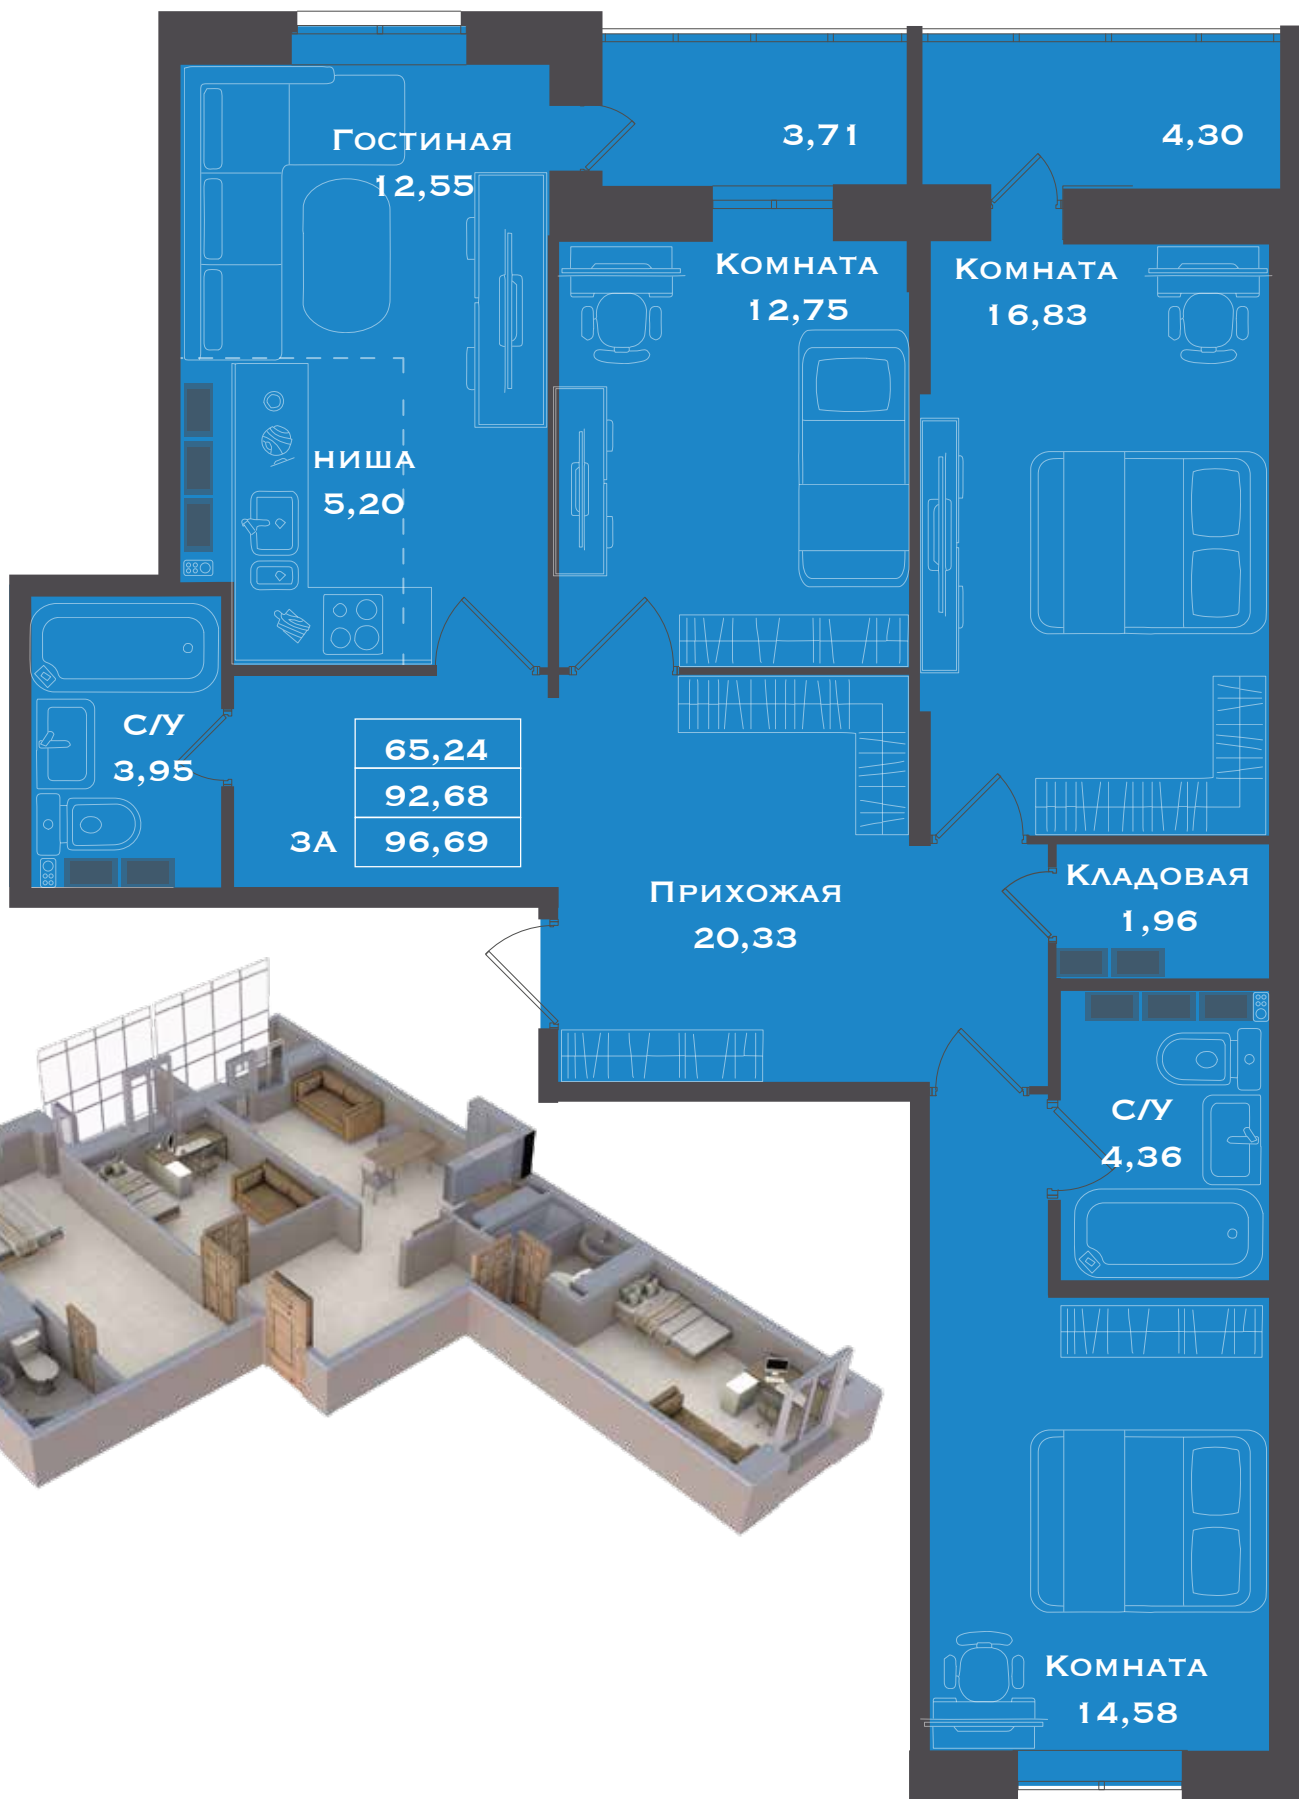 Гостиная
12,55
3,71
4,30
Комната
12,75
Комната
16,83
ниша
5,20
С/У
3,95
65,24
92,68
3А
96,69
Прихожая
20,33
Кладовая
1,96
С/У
4,36
Комната
14,58